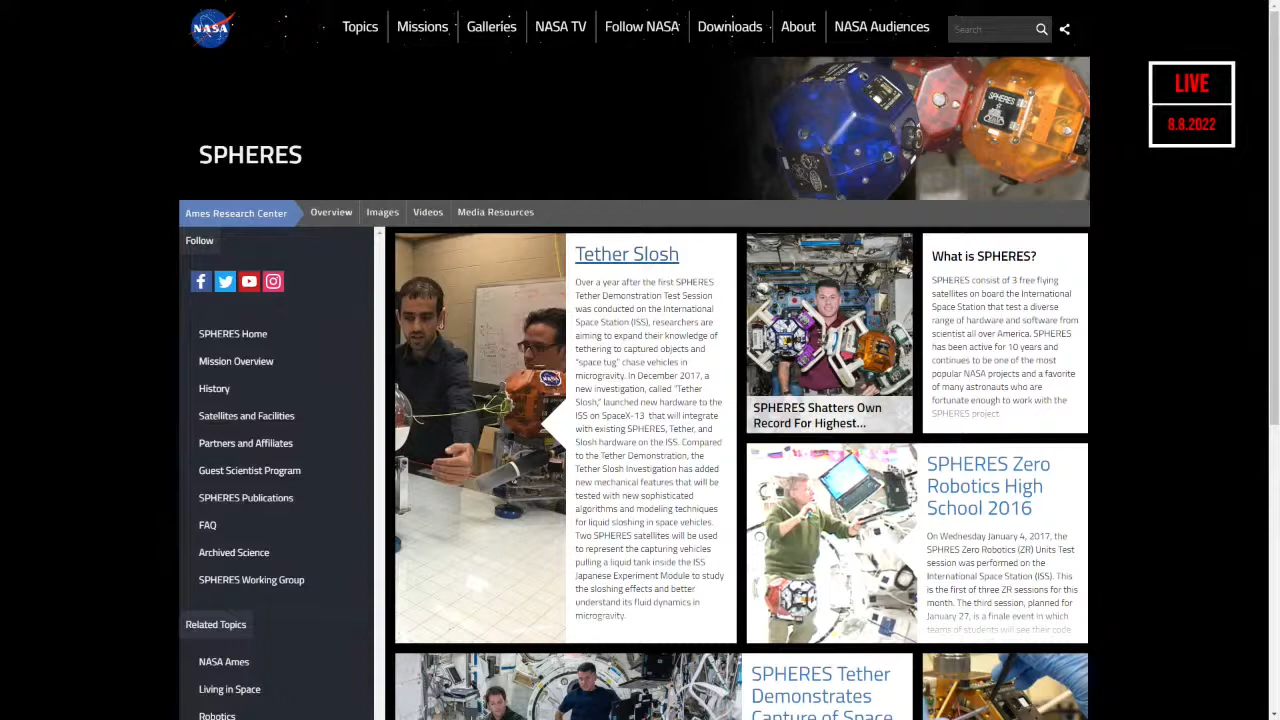 NASA
Topics
Missions
Galleries
NASA TV
Follow NASA
Downloads
About
NASA Audiences
Search
LIVE
8.8.2022
SPHERES
SPHERES
Ames Research Center
Overview
Images
Videos
Media Resources
Follow
SPHERES Home
Mission Overview
History
Satellites and Facilities
Partners and Affiliates
Guest Scientist Program
SPHERES Publications
FAQ
Archived Science
SPHERES Working Group
Related Topics
NASA Ames
Living in Space
Robotics
NASA
Tether Slosh
Over a year after the first SPHERES
Tether Demonstration Test Session
was conducted on the International
Space Station (ISS), researchers are
aiming to expand their knowledge of
tethering to captured objects and
"space tug" chase vehicles in
microgravity. In December 2017, a
new investigation, called "Tether
Slosh," launched new hardware to the
ISS on SpaceX-13 that will integrate
with existing SPHERES, Tether, and
Slosh hardware on the ISS. Compared
to the Tether Demonstration, the
Tether Slosh Investigation has added
new mechanical features that will be
tested with new sophisticated
algorithms and modeling techniques
for liquid sloshing in space vehicles.
Two SPHERES satellites will be used
to represent the capturing vehicles
pulling a liquid tank inside the ISS
Japanese Experiment Module to study
the sloshing effects and better
understand its fluid dynamics in
microgravity.
SPHERES Shatters Own
Record For Highest...
What is SPHERES?
SPHERES consist of 3 free flying
satellites on board the International
Space Station that test a diverse
range of hardware and software from
scientist all over America. SPHERES
has been active for 10 years and
continues to be one of the most
popular NASA projects and a favorite
of many astronauts who are
fortunate enough to work with the
SPHERES project.
SPHERES Zero
Robotics High
School 2016
On Wednesday January 4, 2017, the
SPHRES Zero Robotics (ZR) Units Test
session was performed on the
International Space Station (ISS). This
is the first of three ZR sessions for this
month. The third session, planned for
January 27, is a finale event in which
teams of students will see their code
SPHERES Tether
Demonstrates
Capture of Space